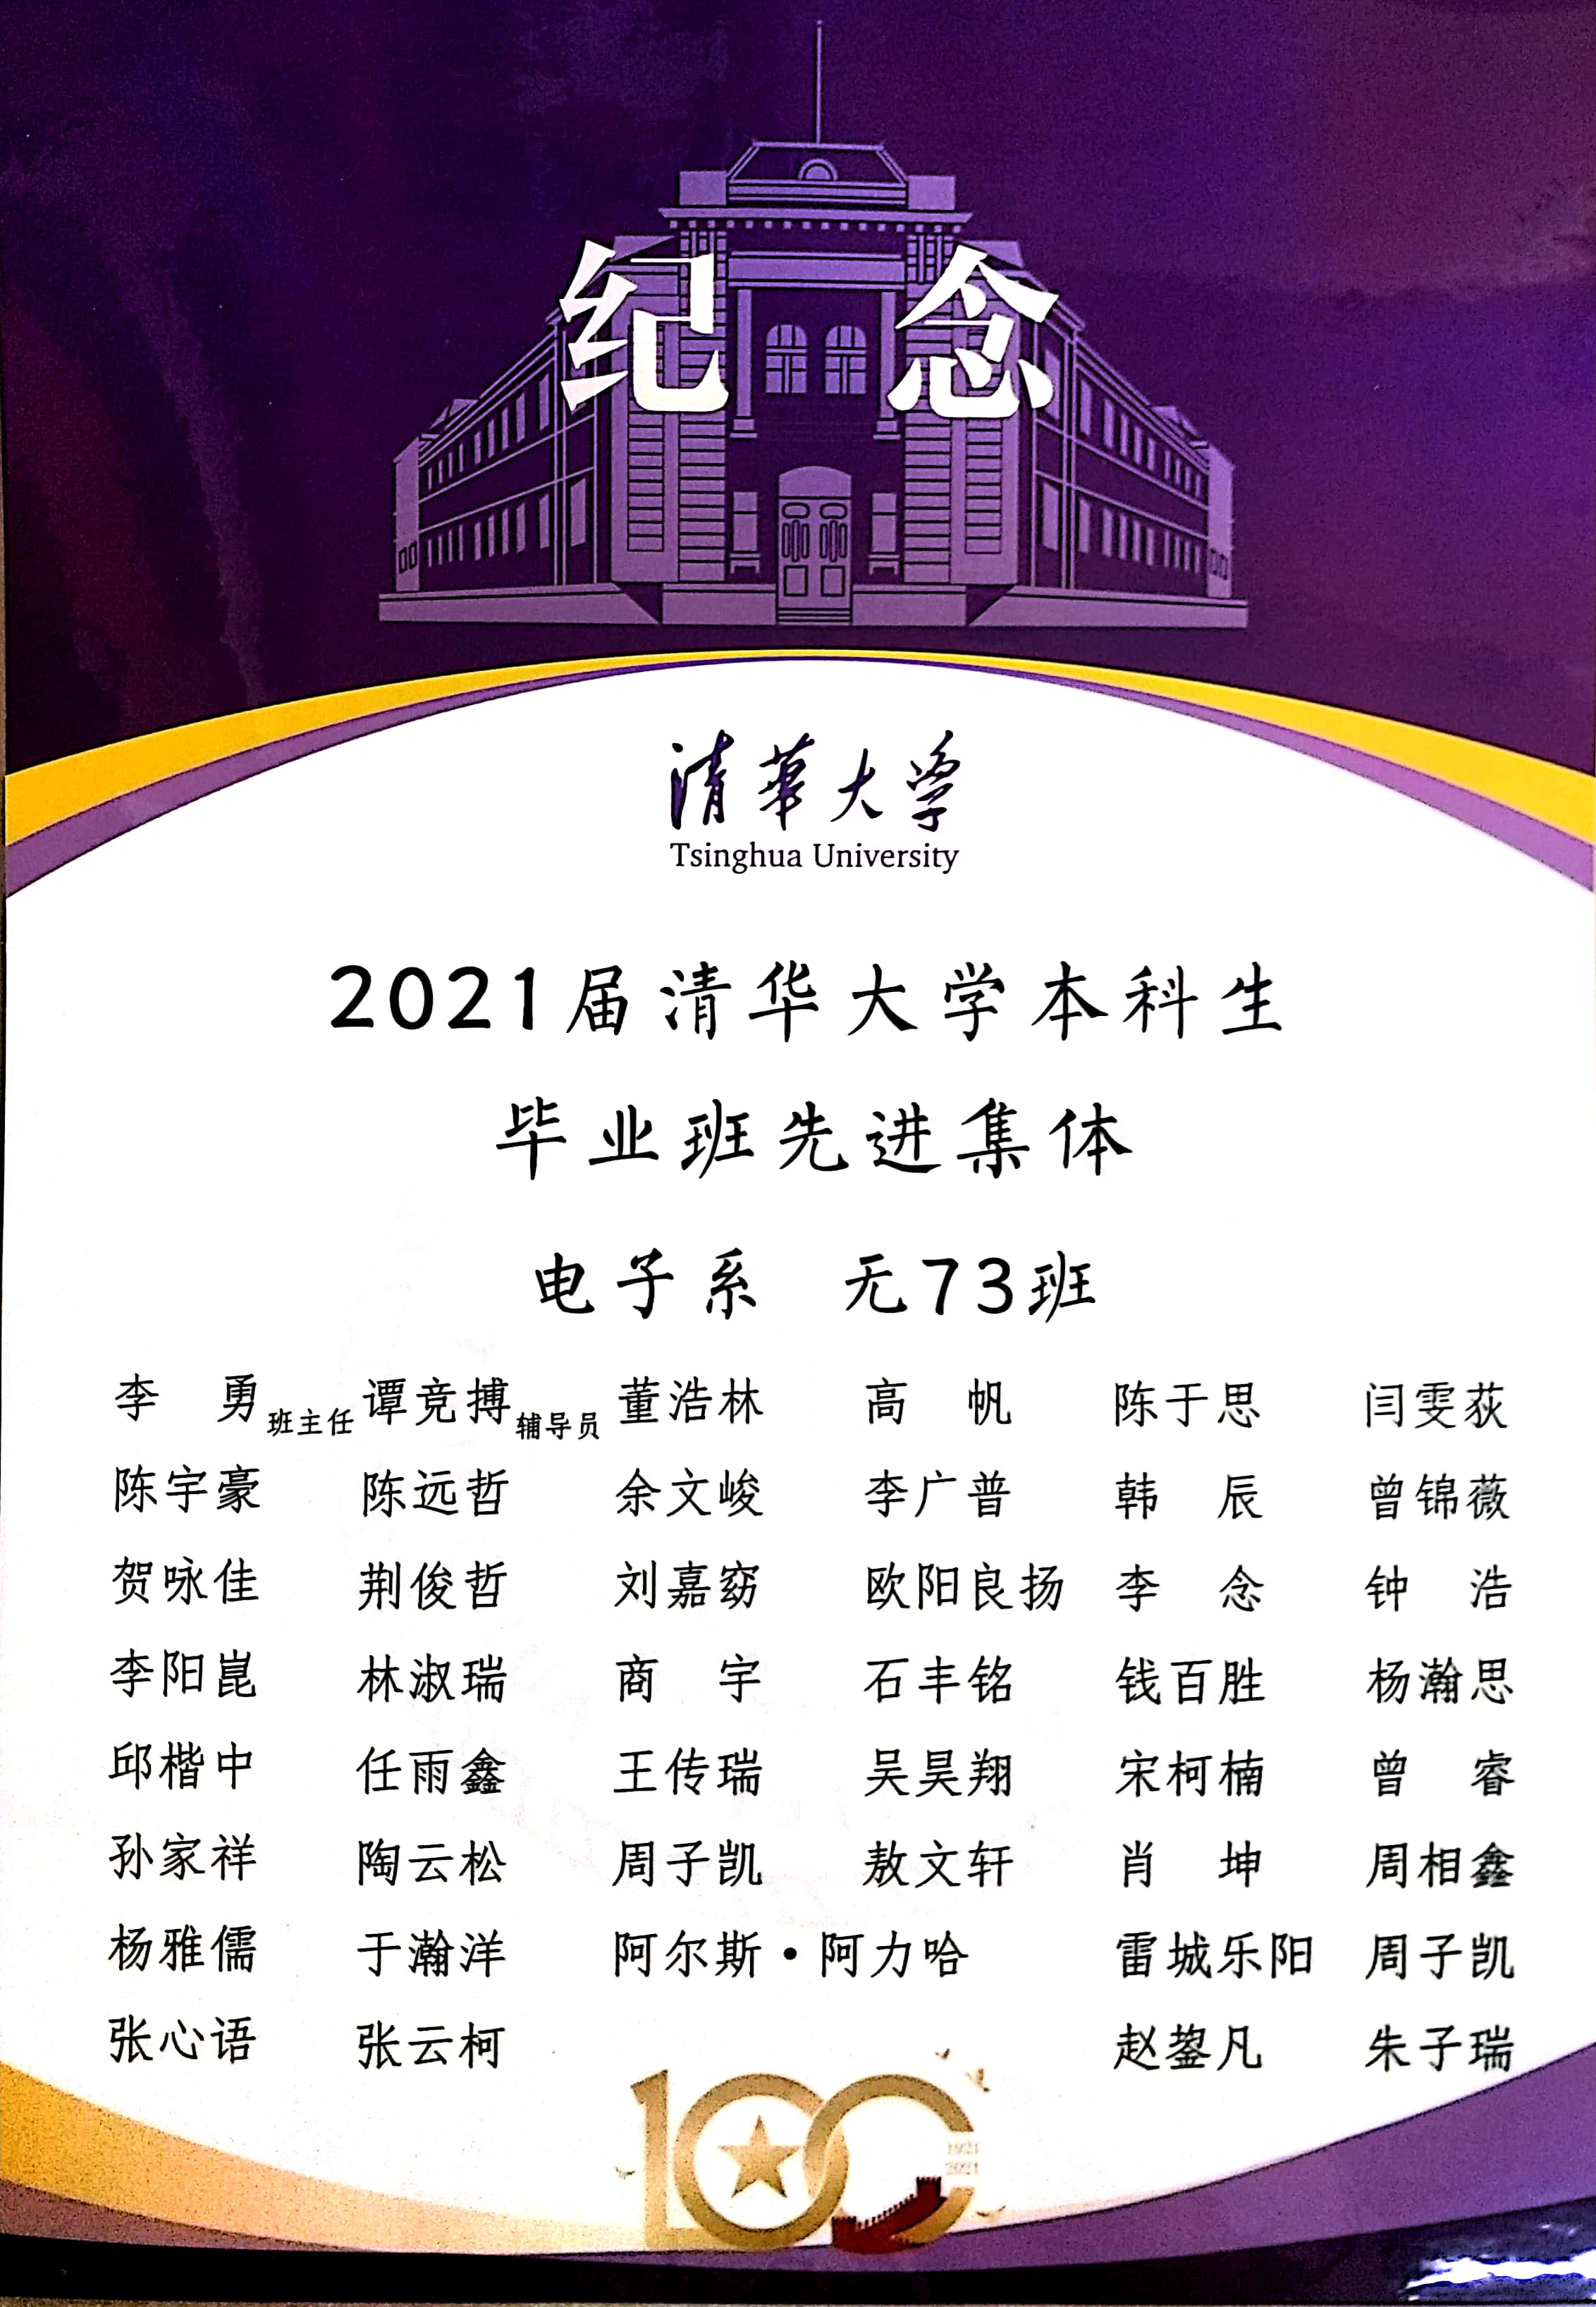 纪 念
清華大学
Tsinghua University
2021届清华大学本科生
毕业班先进集体
电子系 无73班
李 勇班主任 谭竞搏辅导员 董浩林 高 帆 陈于思 闫雯荻
陈宇豪 陈远哲 余文峻 李广普 韩 辰 曾锦薇
贺咏佳 荆俊哲 刘嘉窈 欧阳良扬 李 念 钟 浩
李阳崑 林淑瑞 商 宇 石丰铭 钱百胜 杨瀚思
邱楷中 任雨鑫 王传瑞 吴昊翔 宋柯楠 曾 睿
孙家祥 陶云松 周子凯 敖文轩 肖 坤 周相鑫
杨雅儒 于瀚洋 阿尔斯·阿力哈 雷城乐阳 周子凯
张心语 张云柯 赵鋆凡 朱子瑞
100
1921
2021